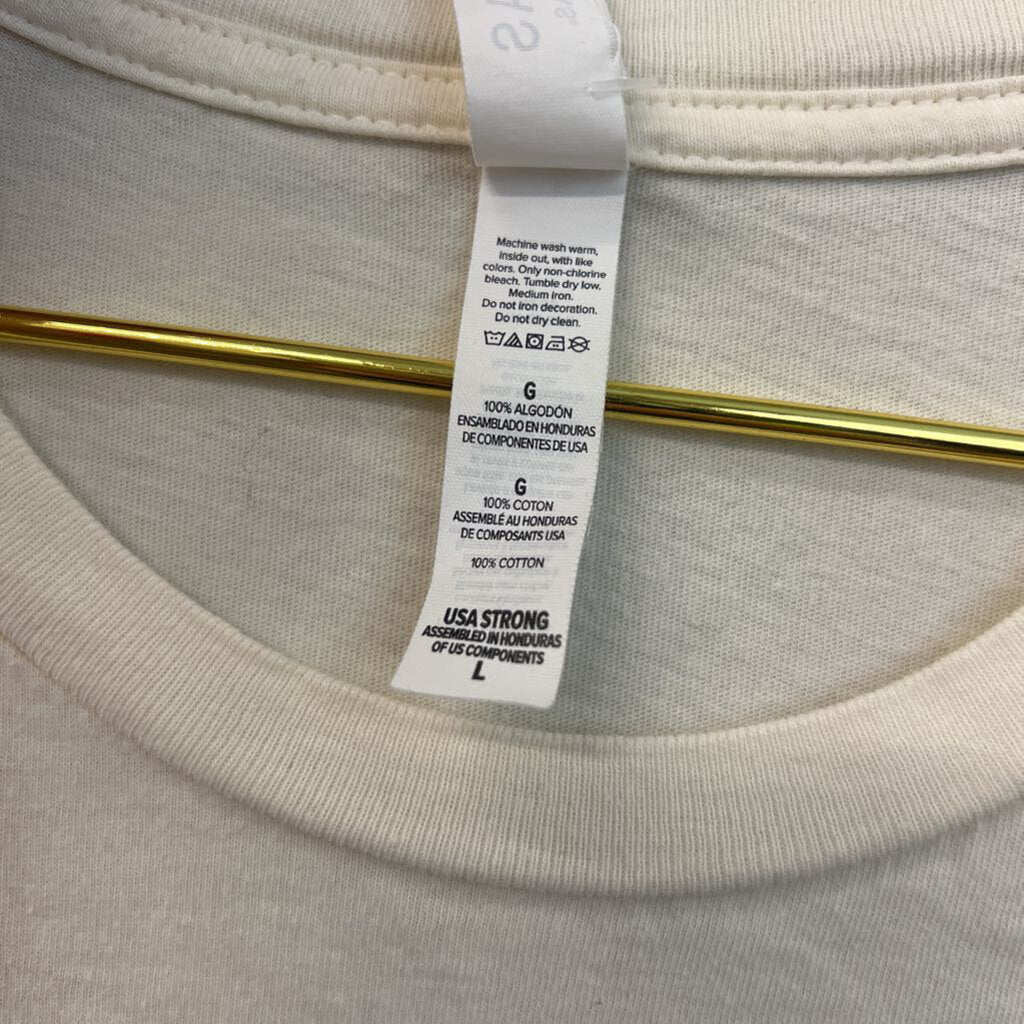 Machine wash warm,
inside out, with like
colors. Only non-chlorine
bleach. Tumble dry low.
Medium iron.
Do not iron decoration.
Do not dry clean.
G
100% ALGODÓN
ENSAMBLADO EN HONDURAS
DE COMPONENTES DE USA
G
100% COTON
ASSEMBLÉ AU HONDURAS
DE COMPOSANTS USA
100% COTTON
USA STRONG
ASSEMBLED IN HONDURAS
OF US COMPONENTS
L